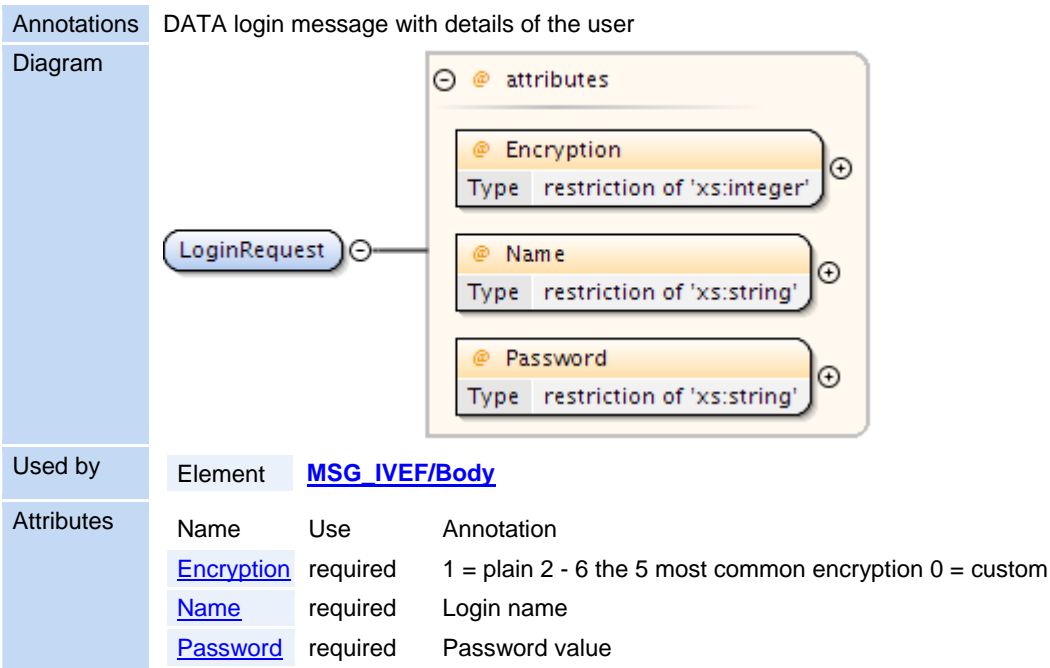 Annotations DATA login message with details of the user
Diagram
@ attributes
@ Encryption
Type restriction of 'xs:integer'
LoginRequest
@ Name
Type restriction of 'xs:string'
@ Password
Type restriction of 'xs:string'
Used by Element MSG_IVEF/Body
Attributes Name Use Annotation
Encryption required 1 = plain 2 - 6 the 5 most common encryption 0 = custom
Name required Login name
Password required Password value